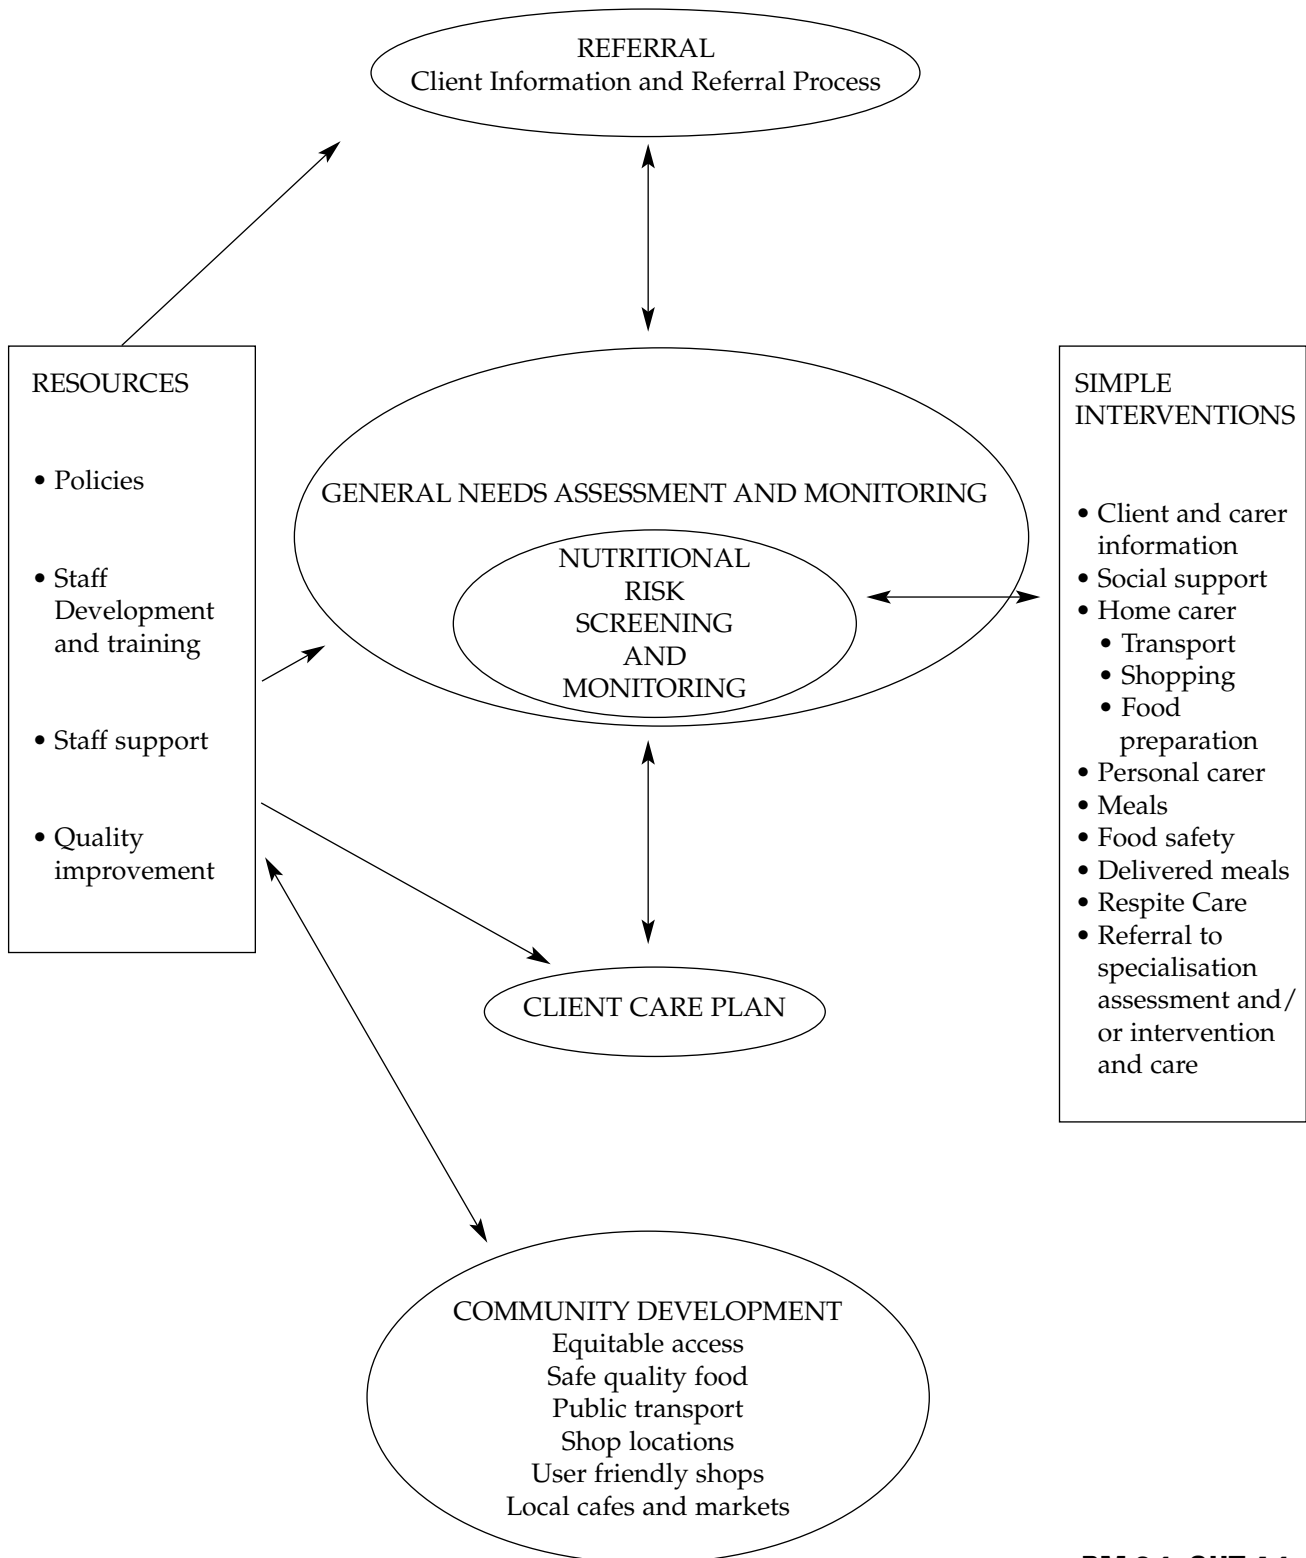 REFERRAL
Client Information and Referral Process
RESOURCES
• Policies
• Staff
Development
and training
• Staff support
• Quality
improvement
GENERAL NEEDS ASSESSMENT AND MONITORING
NUTRITIONAL
RISK
SCREENING
AND
MONITORING
SIMPLE
INTERVENTIONS
• Client and carer
information
• Social support
• Home carer
• Transport
• Shopping
• Food
preparation
• Personal carer
• Meals
• Food safety
• Delivered meals
• Respite Care
• Referral to
specialisation
assessment and/
or intervention
and care
CLIENT CARE PLAN
COMMUNITY DEVELOPMENT
Equitable access
Safe quality food
Public transport
Shop locations
User friendly shops
Local cafes and markets